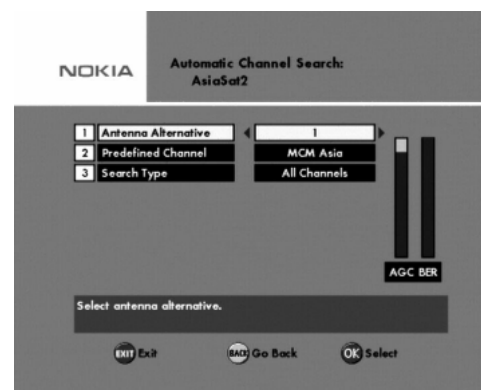 NOKIA
Automatic Channel Search:
AsiaSat2
1 Antenna Alternative 1
2 Predefined Channel MCM Asia
3 Search Type All Channels
AGC BER
Select antenna alternative.
EXIT Exit BACK Go Back OK Select